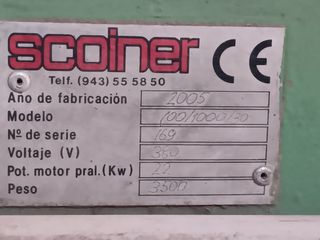 scoiner CE
Telf. (943) 55 58 50
Año de fabricación 2005
Modelo 100/1000/30
Nº de serie 169
Voltaje (V) 380
Pot. motor pral. (Kw) 22
Peso 3500